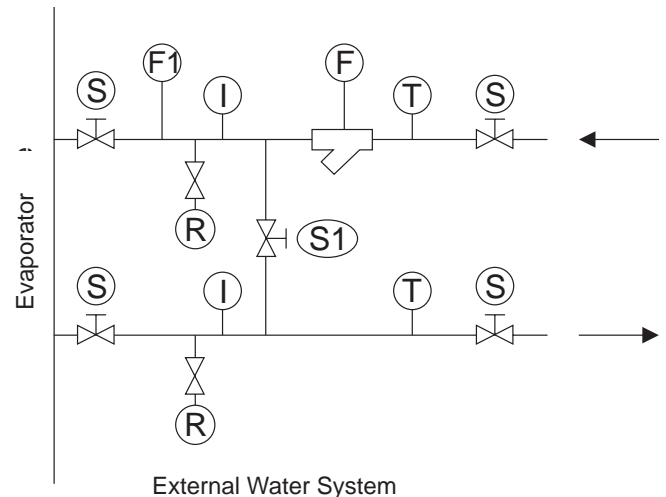 S F1 I F T S
R
S1
S I T S
R
Evaporator
External Water System